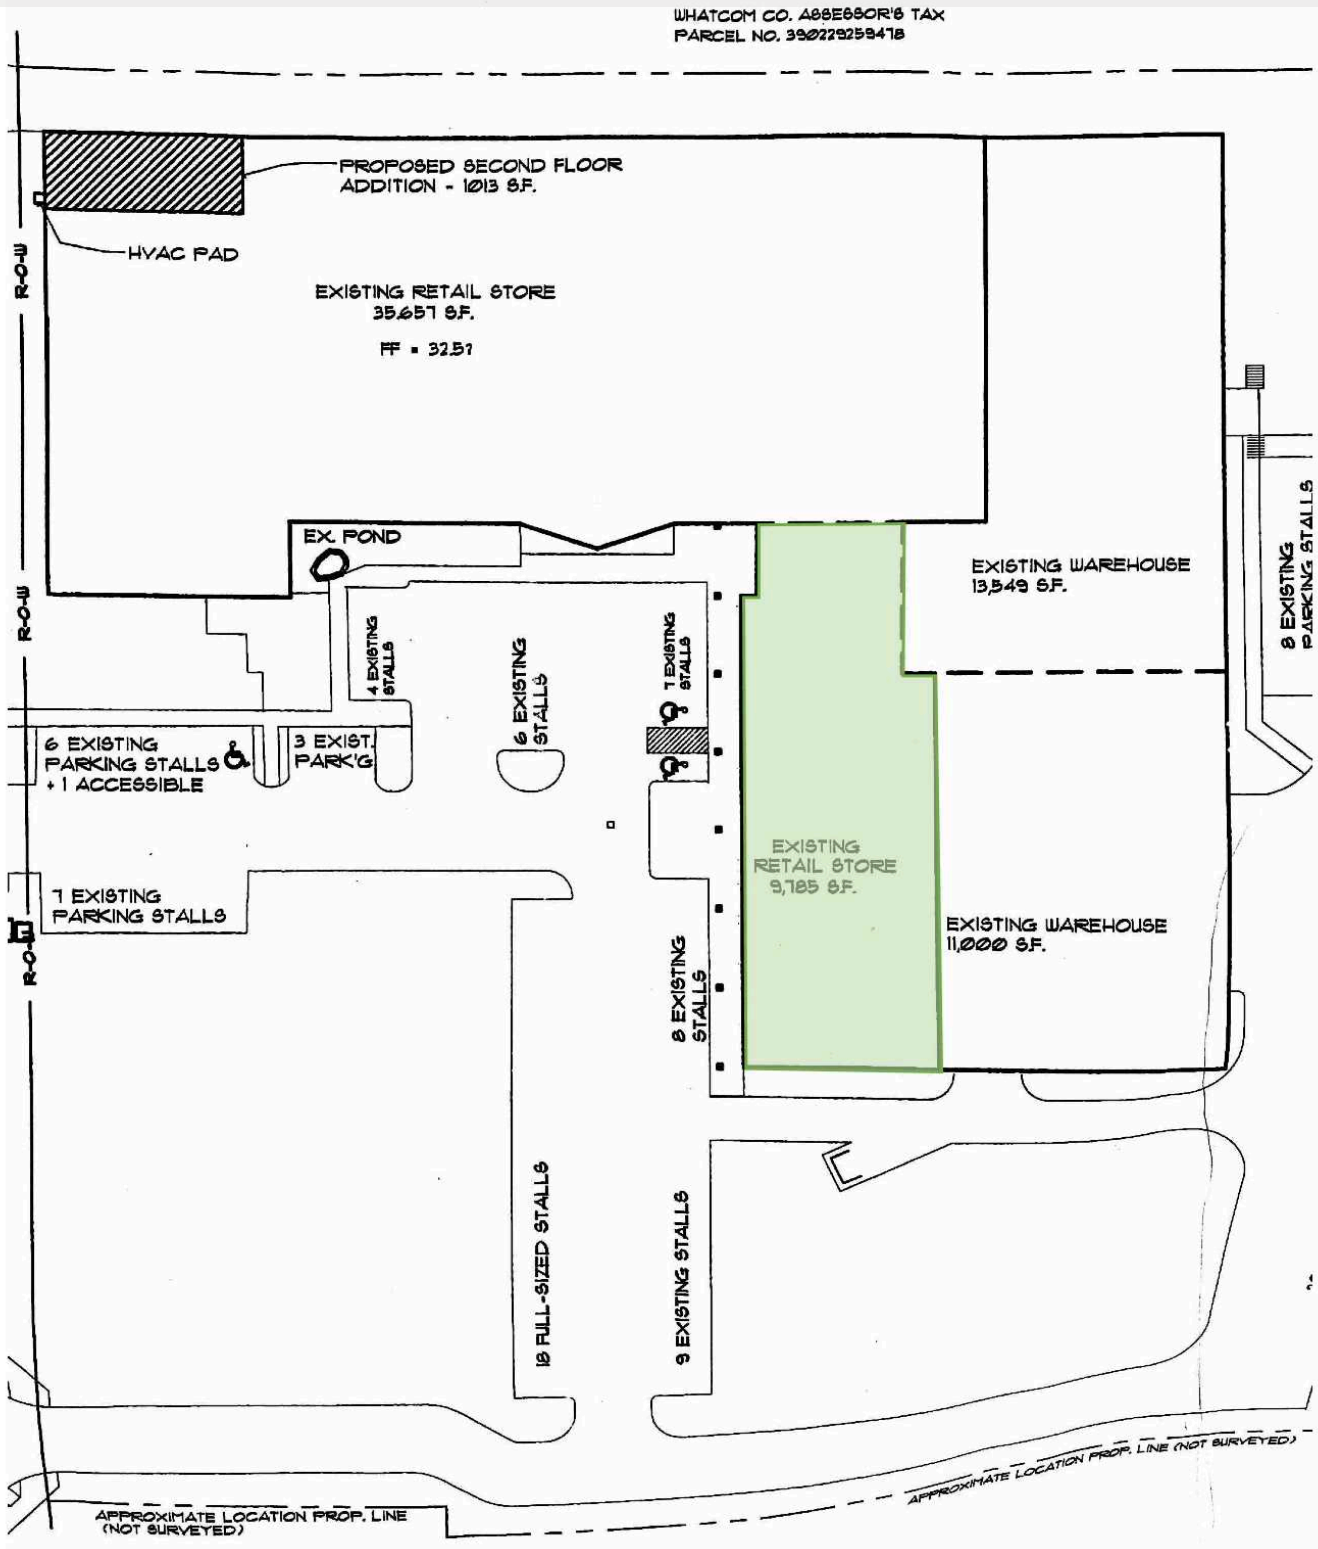 WHATCOM CO. ASSESSOR'S TAX
PARCEL NO. 390229259478
PROPOSED SECOND FLOOR
ADDITION - 1013 S.F.
HVAC PAD
R-O-W
EXISTING RETAIL STORE
35,657 S.F.
FF = 32.57
EX. POND
EXISTING WAREHOUSE
13,549 S.F.
8 EXISTING
PARKING STALLS
R-O-W
4 EXISTING
STALLS
6 EXISTING
STALLS
7 EXISTING
STALLS
6 EXISTING
PARKING STALLS
+ 1 ACCESSIBLE
3 EXIST.
PARK'G
EXISTING
RETAIL STORE
9,785 S.F.
7 EXISTING
PARKING STALLS
R-O-W
EXISTING WAREHOUSE
11,000 S.F.
8 EXISTING
STALLS
18 FULL-SIZED STALLS
9 EXISTING STALLS
APPROXIMATE LOCATION PROP. LINE (NOT SURVEYED)
APPROXIMATE LOCATION PROP. LINE
(NOT SURVEYED)